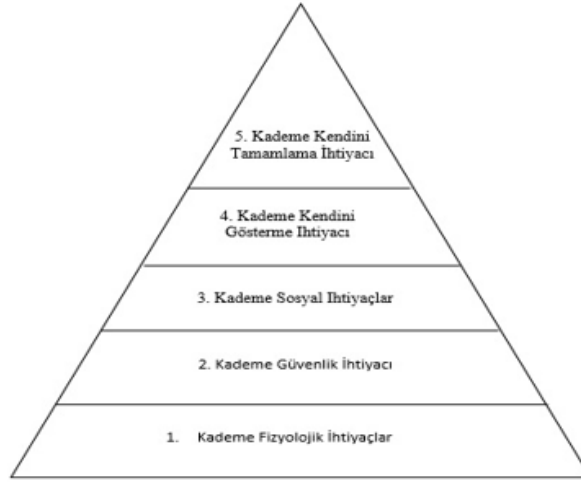 5. Kademe Kendini
Tamamlama İhtiyacı
4. Kademe Kendini
Gösterme Ihtiyacı
3. Kademe Sosyal Ihtiyaçlar
2. Kademe Güvenlik İhtiyacı
1. Kademe Fizyolojik İhtiyaçlar